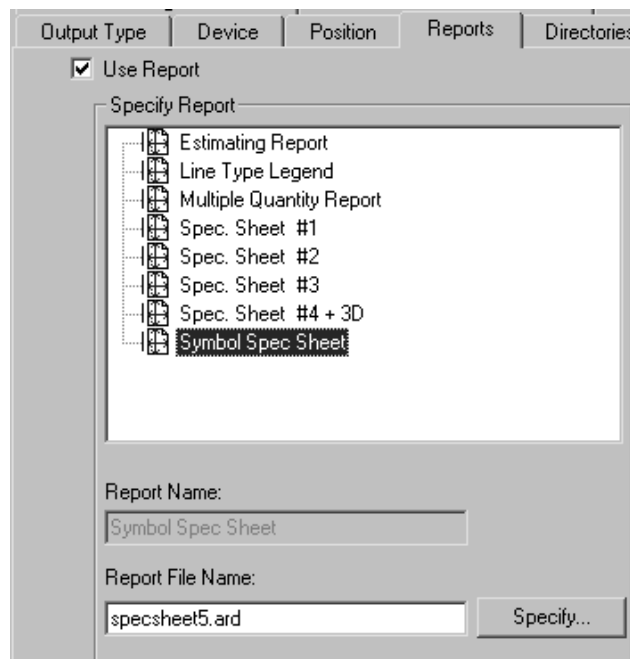 Output Type Device Position Reports Directories
Use Report
Specify Report
Estimating Report
Line Type Legend
Multiple Quantity Report
Spec. Sheet #1
Spec. Sheet #2
Spec. Sheet #3
Spec. Sheet #4 + 3D
Symbol Spec Sheet
Report Name:
Symbol Spec Sheet
Report File Name:
specsheet5.ard Specify...